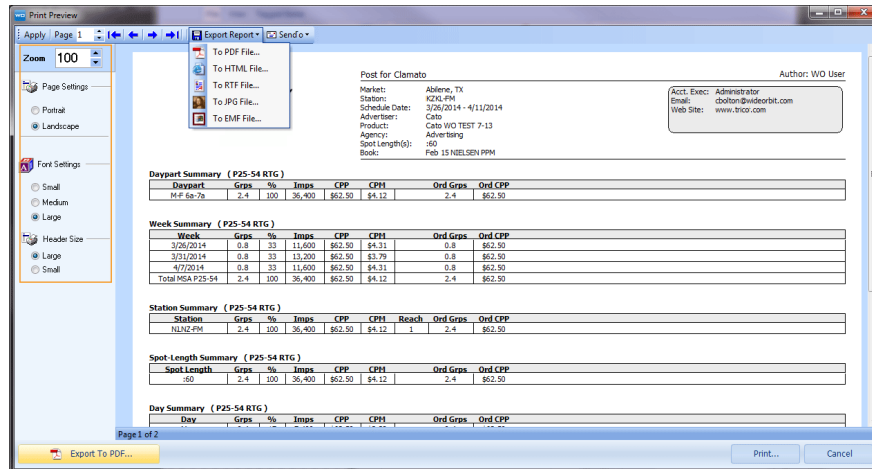 WO Print Preview
Apply Page 1 Export Report Send to
Zoom 100
Page Settings
Portrait
Landscape
Font Settings
Small
Medium
Large
Header Size
Large
Small
To PDF File...
To HTML File...
To RTF File...
To JPG File...
To EMF File...
Post for Clamato
Author: WO User
Market: Abilene, TX
Station: KZKL-FM
Schedule Date: 3/26/2014 - 4/11/2014
Advertiser: Cato
Product: Cato WO TEST 7-13
Agency: Advertising
Spot Length(s): :60
Book: Feb 15 NIELSEN PPM
Acct. Exec: Administrator
Email: cbolton@wideorbit.com
Web Site: www.trico'.com
Daypart Summary ( P25-54 RTG )
Daypart Grps % Imps CPP CPM Ord Grps Ord CPP
M-F 6a-7a 2.4 100 36,400 $62.50 $4.12 2.4 $62.50
Week Summary ( P25-54 RTG )
Week Grps % Imps CPP CPM Ord Grps Ord CPP
3/26/2014 0.8 33 11,600 $62.50 $4.31 0.8 $62.50
3/31/2014 0.8 33 13,200 $62.50 $3.79 0.8 $62.50
4/7/2014 0.8 33 11,600 $62.50 $4.31 0.8 $62.50
Total MSA P25-54 2.4 100 36,400 $62.50 $4.12 2.4 $62.50
Station Summary ( P25-54 RTG )
Station Grps % Imps CPP CPM Reach Ord Grps Ord CPP
NLNZ-FM 2.4 100 36,400 $62.50 $4.12 1 2.4 $62.50
Spot-Length Summary ( P25-54 RTG )
Spot Length Grps % Imps CPP CPM Ord Grps Ord CPP
:60 2.4 100 36,400 $62.50 $4.12 2.4 $62.50
Day Summary ( P25-54 RTG )
Day Grps % Imps CPP CPM Ord Grps Ord CPP
Page 1 of 2
Export To PDF...
Print...
Cancel